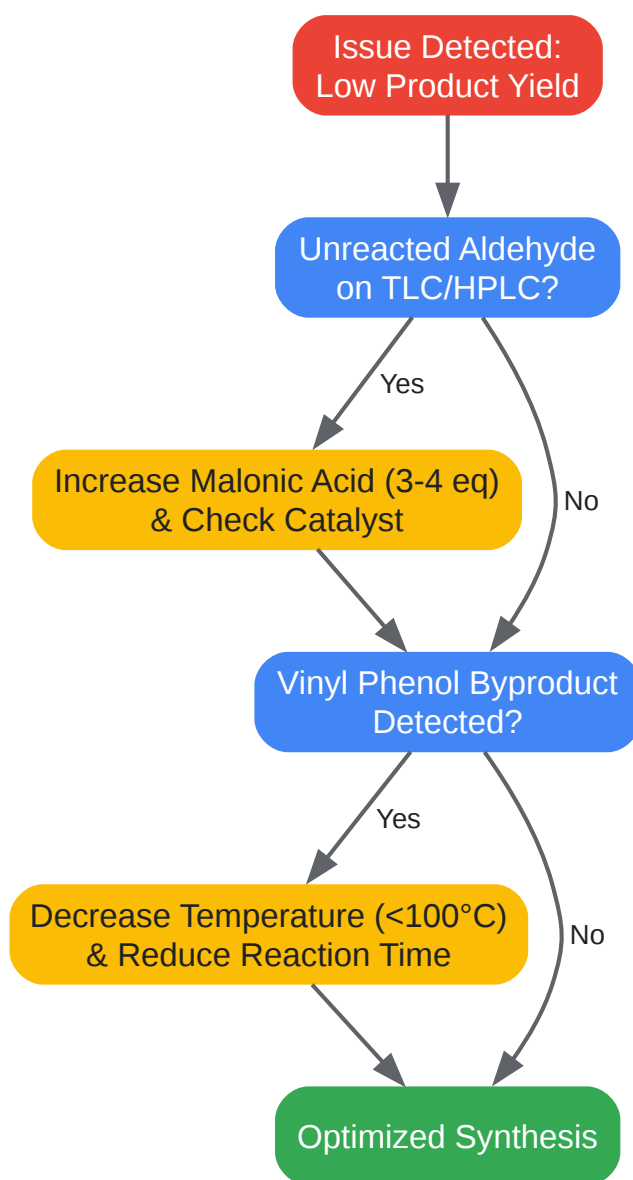 Issue Detected:
Low Product Yield
Unreacted Aldehyde
on TLC/HPLC?
Yes
Increase Malonic Acid (3-4 eq)
& Check Catalyst
No
Vinyl Phenol Byproduct
Detected?
Yes
Decrease Temperature (<100°C)
& Reduce Reaction Time
No
Optimized Synthesis